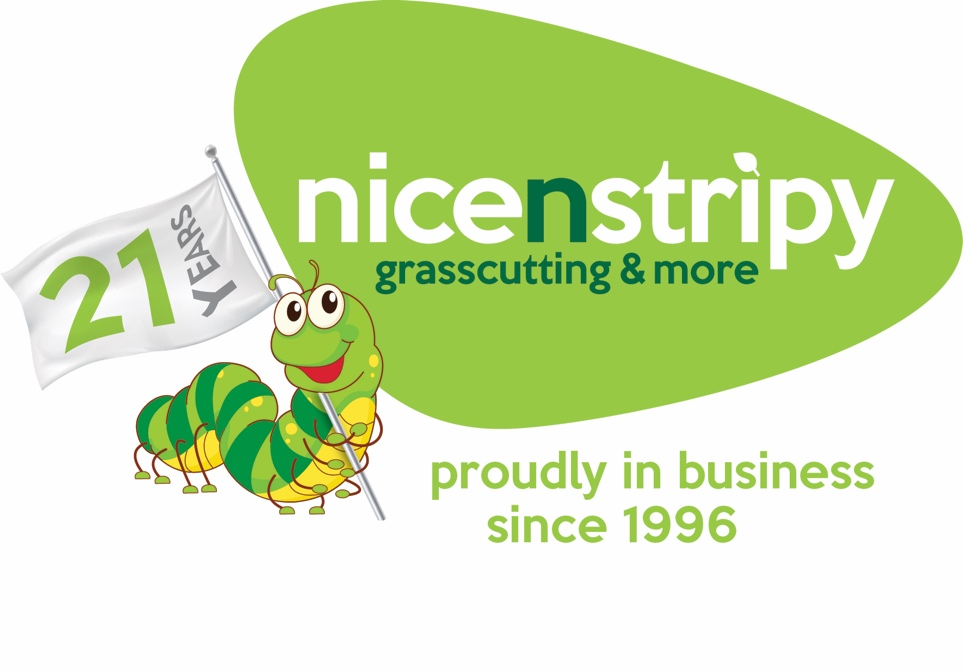 21 YEARS
nicenstripy
grasscutting & more
proudly in business
since 1996